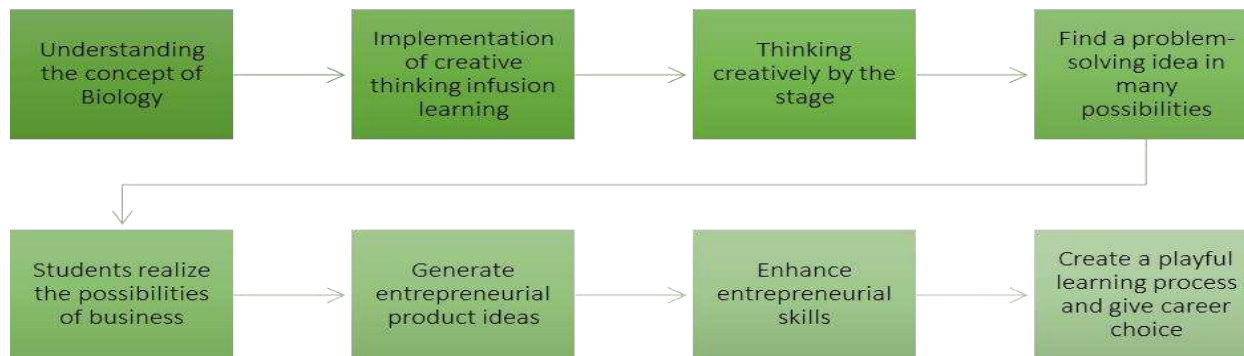 Understanding
the concept of
Biology
Implementation
of creative
thinking infusion
learning
Thinking
creatively by the
stage
Find a problem-
solving idea in
many
possibilities
Students realize
the possibilities
of business
Generate
entrepreneurial
product ideas
Enhance
entrepreneurial
skills
Create a playful
learning process
and give career
choice